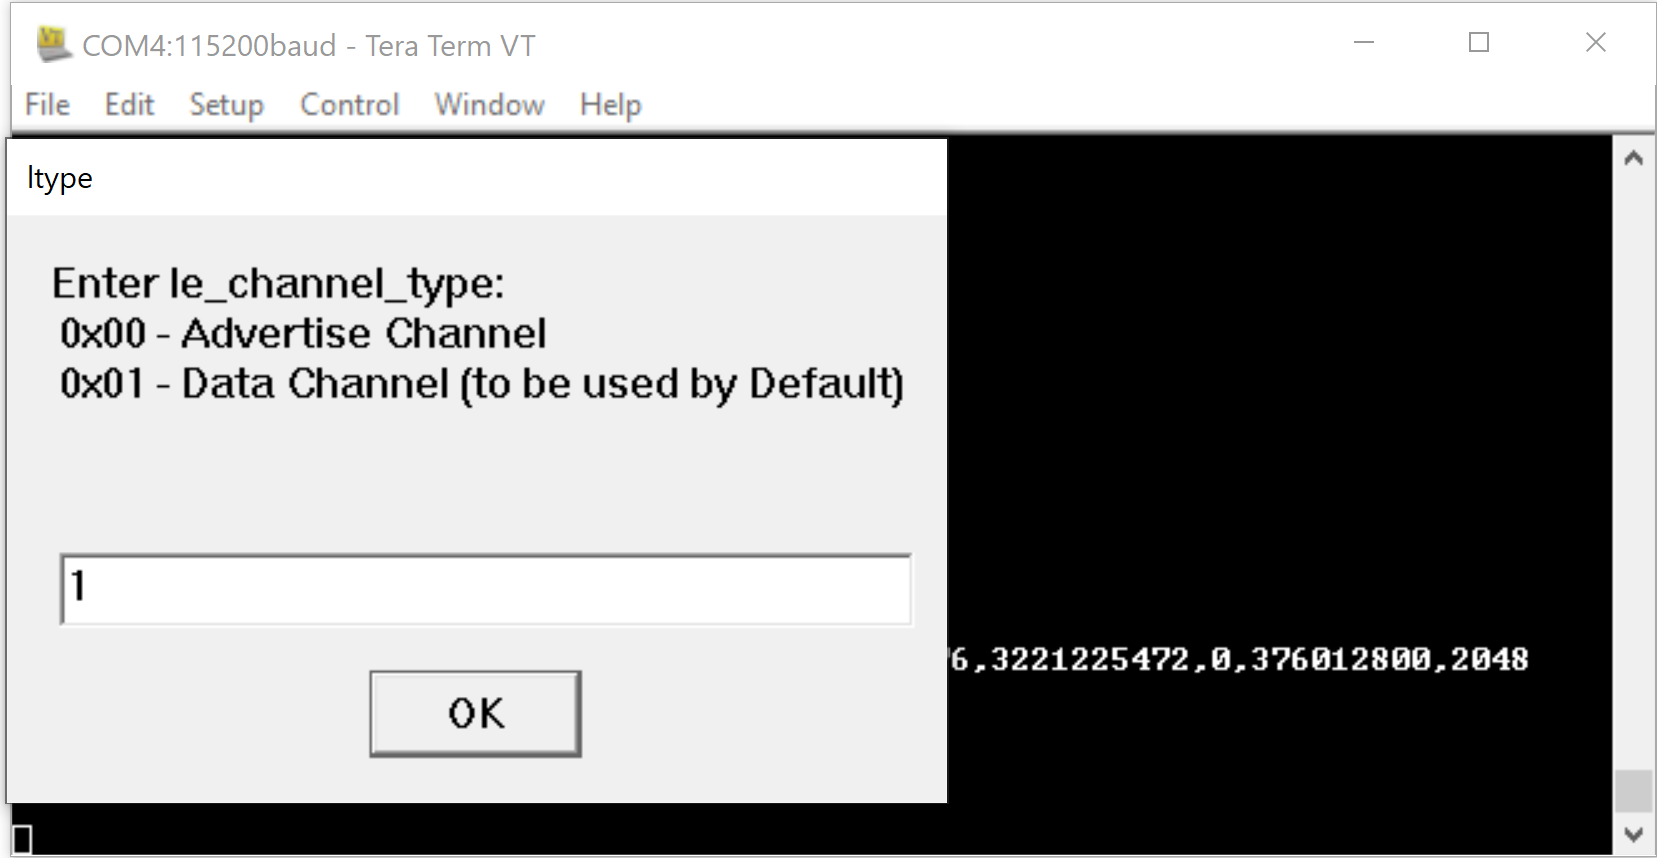 COM4:115200baud - Tera Term VT
File Edit Setup Control Window Help
ltype
Enter le_channel_type:
0x00 - Advertise Channel
0x01 - Data Channel (to be used by Default)
1
6,3221225472,0,376012800,2048
OK